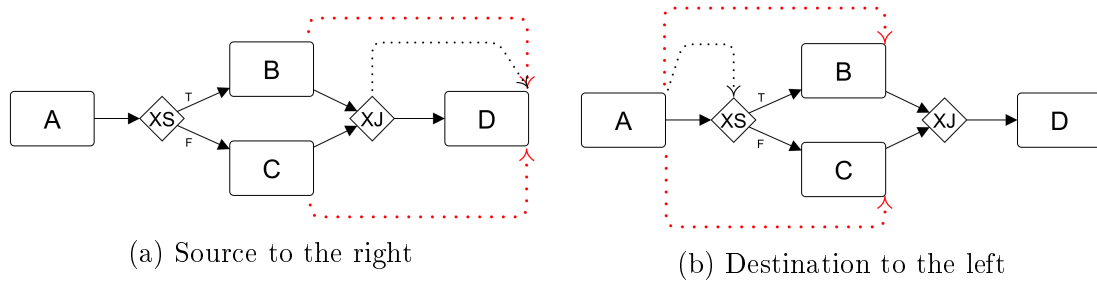 A
XS
T
F
B
C
XJ
D
(a) Source to the right
A
XS
T
F
B
C
XJ
D
(b) Destination to the left